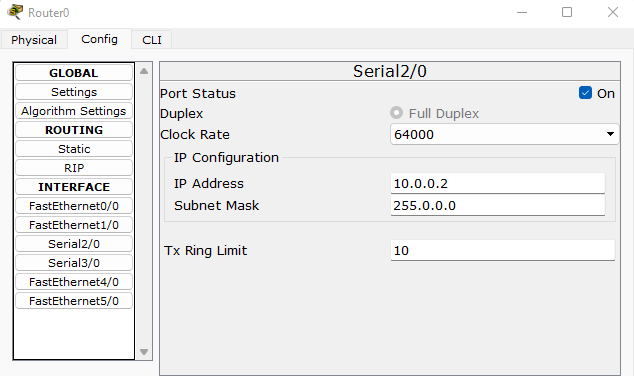 Router0
Physical Config CLI
GLOBAL
Settings
Algorithm Settings
ROUTING
Static
RIP
INTERFACE
FastEthernet0/0
FastEthernet1/0
Serial2/0
Serial3/0
FastEthernet4/0
FastEthernet5/0
Serial2/0
Port Status On
Duplex Full Duplex
Clock Rate 64000
IP Configuration
IP Address 10.0.0.2
Subnet Mask 255.0.0.0
Tx Ring Limit 10